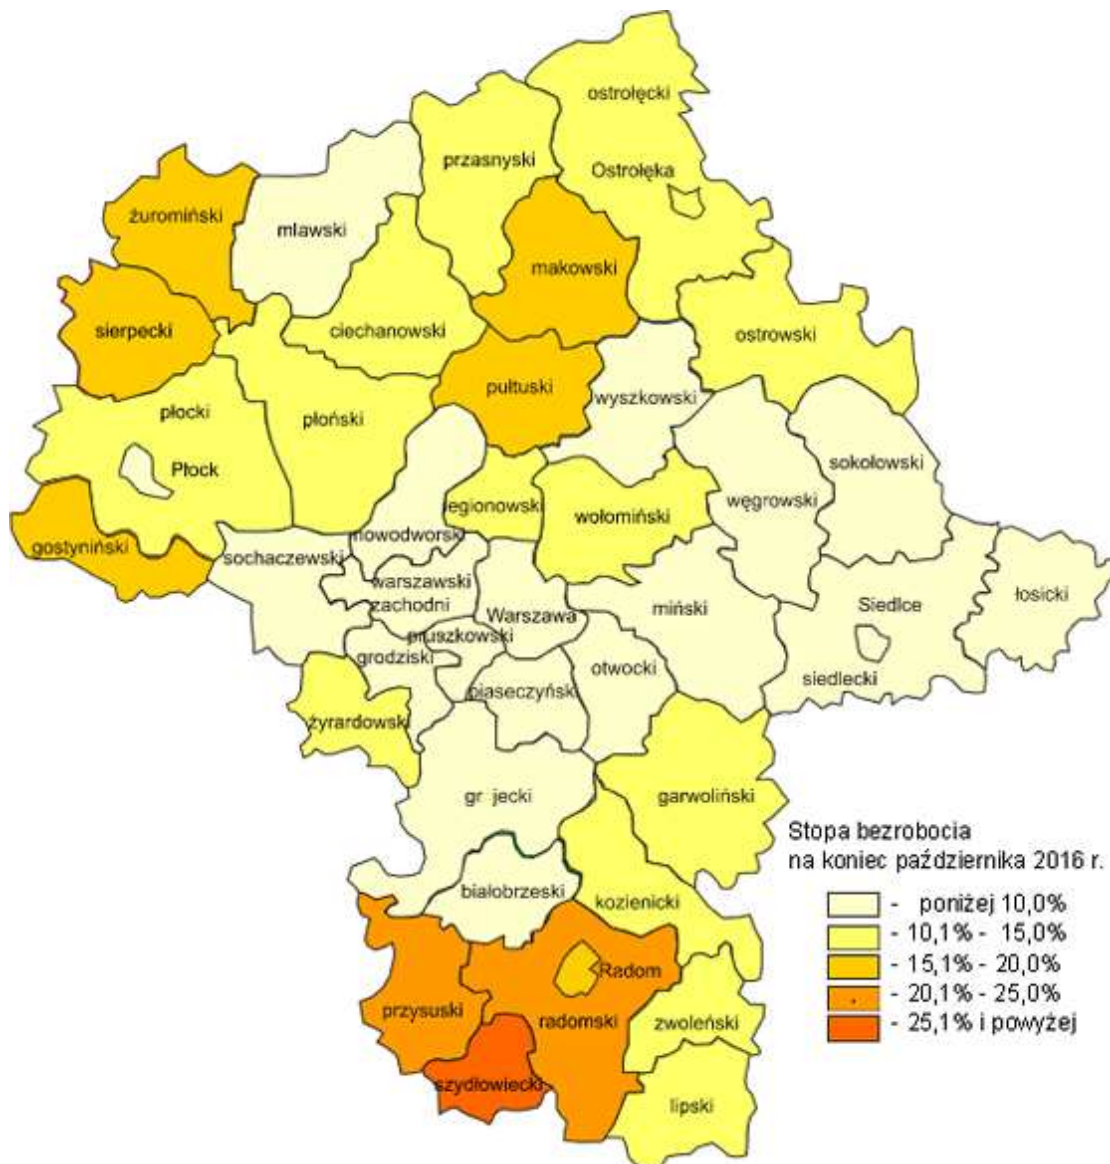 ostrołęcki
przasnyski
Ostrołęka
żuromiński
mławski
makowski
sierpecki
ciechanowski
ostrowski
pułtuski
wyszkowski
płocki
płoński
Płock
sokołowski
węgrowski
legionowski
wołomiński
gostyniński
nowodworski
sochaczewski
warszawski
zachodni
Warszawa
miński
Siedlce
łosicki
pruszkowski
grodziski
otwocki
siedlecki
piaseczyński
żyrardowski
gr jecki
garwoliński
białobrzeski
kozienicki
Radom
przysuski
radomski
zwoleński
szydłowiecki
lipski
Stopa bezrobocia
na koniec października 2016 r.
- poniżej 10,0%
- 10,1% - 15,0%
- 15,1% - 20,0%
- 20,1% - 25,0%
- 25,1% i powyżej